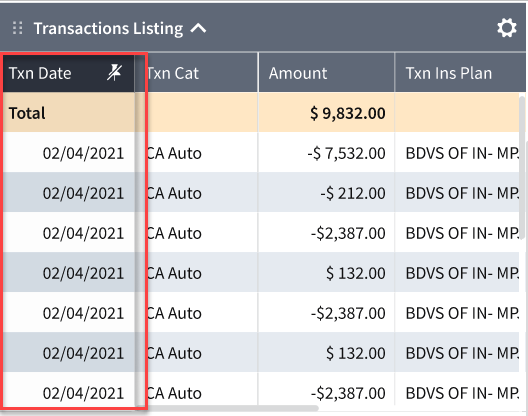 Transactions Listing
Txn Date Txn Cat Amount Txn Ins Plan
Total $ 9,832.00
02/04/2021 CA Auto -$ 7,532.00 BDVS OF IN- MP.
02/04/2021 CA Auto -$ 212.00 BDVS OF IN- MP.
02/04/2021 CA Auto -$2,387.00 BDVS OF IN- MP.
02/04/2021 CA Auto $ 132.00 BDVS OF IN- MP.
02/04/2021 CA Auto -$2,387.00 BDVS OF IN- MP.
02/04/2021 CA Auto $ 132.00 BDVS OF IN- MP.
02/04/2021 CA Auto -$2,387.00 BDVS OF IN- MP.